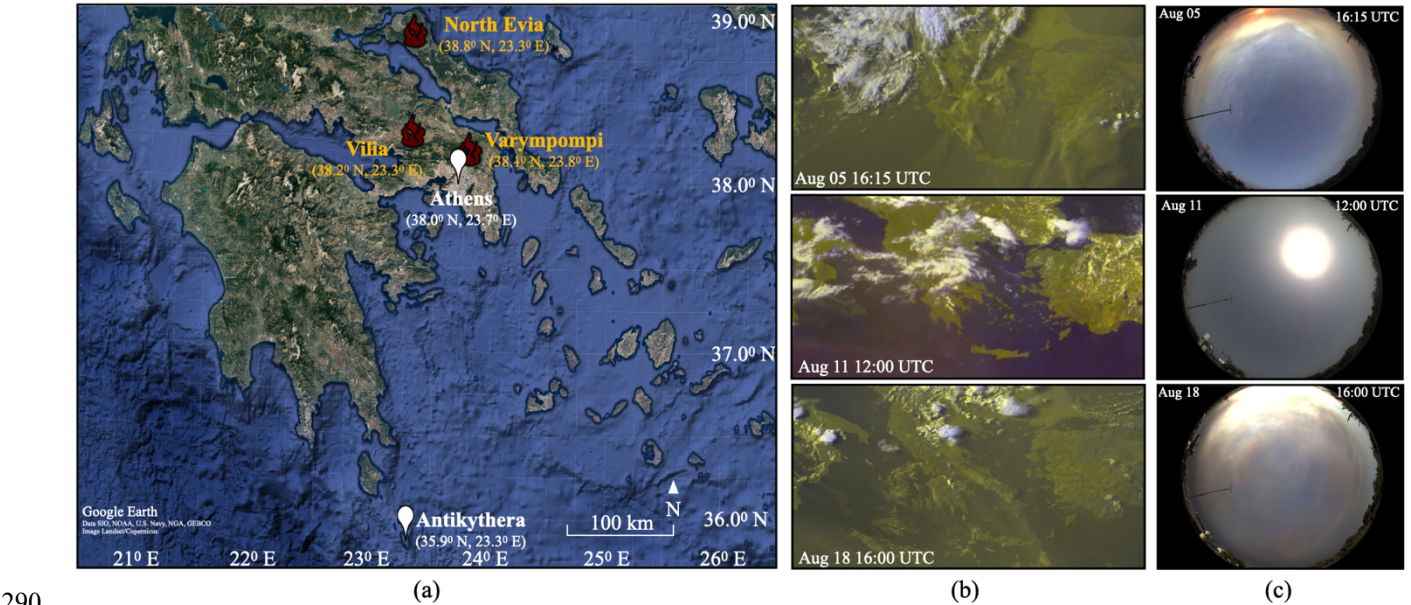 North Evia
(38.8⁰ N, 23.3⁰ E)
39.0⁰ N
Vilia
(38.2⁰ N, 23.3⁰ E)
Varympompi
(38.1⁰ N, 23.8⁰ E)
38.0⁰ N
Athens
(38.0⁰ N, 23.7⁰ E)
37.0⁰ N
Google Earth
Data SIO, NOAA, U.S. Navy, NGA, GEBCO
Image Landsat/Copernicus
Antikythera
(35.9⁰ N, 23.3⁰ E)
N
100 km
36.0⁰ N
21⁰ E
22⁰ E
23⁰ E
24⁰ E
25⁰ E
26⁰ E
(a)
Aug 05 16:15 UTC
Aug 11 12:00 UTC
Aug 18 16:00 UTC
(b)
Aug 05
16:15 UTC
Aug 11
12:00 UTC
Aug 18
16:00 UTC
(c)
290